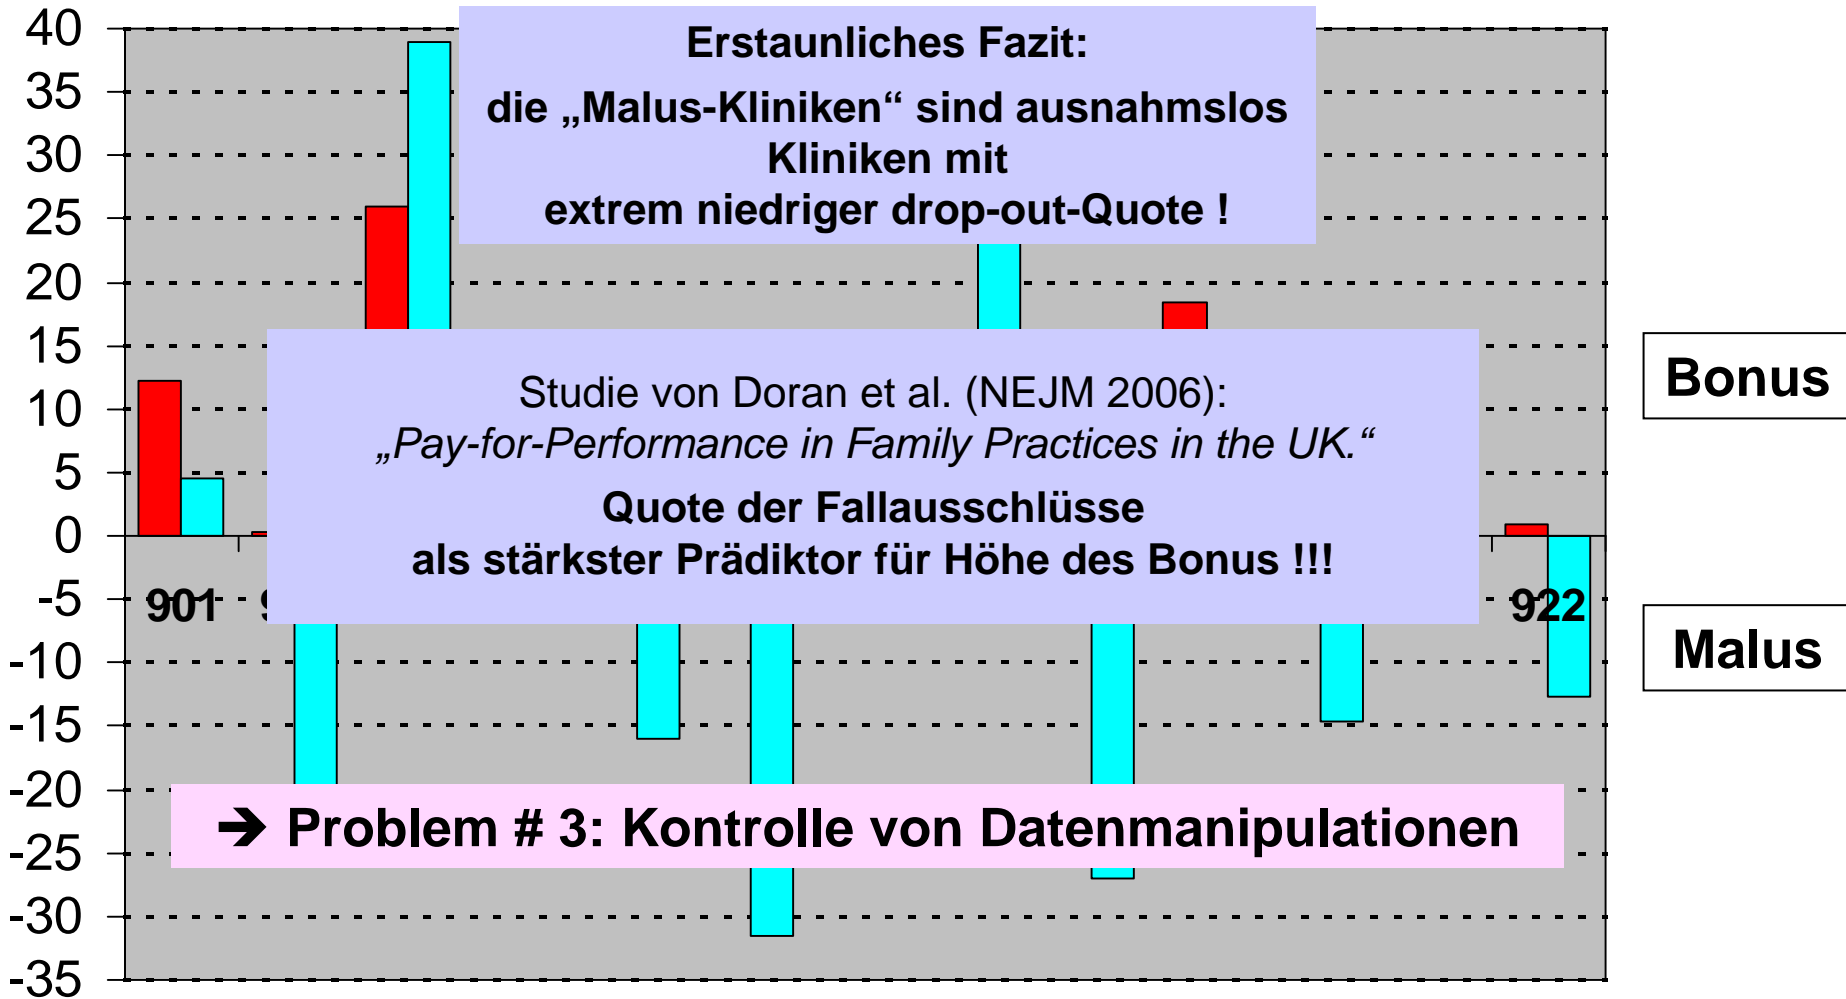 40
35
30
25
20
15
10
5
0
-5
-10
-15
-20
-25
-30
-35
Erstaunliches Fazit:
die „Malus-Kliniken“ sind ausnahmslos
Kliniken mit
extrem niedriger drop-out-Quote !
Studie von Doran et al. (NEJM 2006):
„Pay-for-Performance in Family Practices in the UK.“
Quote der Fallausschlüsse
als stärkster Prädiktor für Höhe des Bonus !!!
901
922
➔ Problem # 3: Kontrolle von Datenmanipulationen
Bonus
Malus